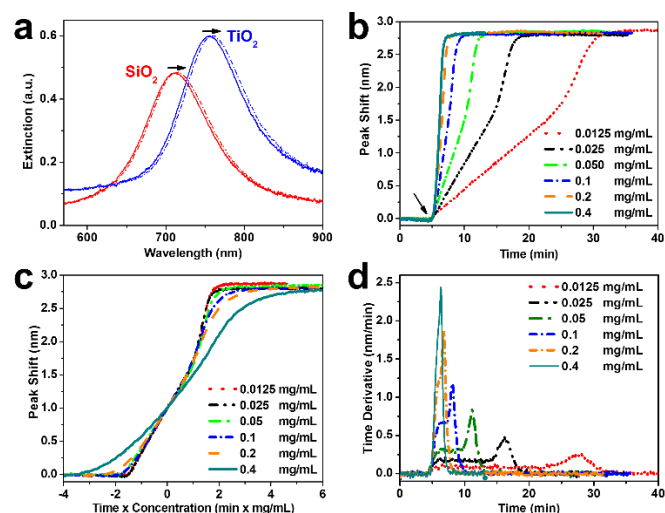 a
0.6
0.4
0.2
0.0
Extinction (a.u.)
SiO₂
TiO₂
600
700
800
900
Wavelength (nm)
b
3.0
2.5
2.0
1.5
1.0
0.5
0.0
Peak Shift (nm)
0.0125 mg/mL
0.025 mg/mL
0.050 mg/mL
0.1 mg/mL
0.2 mg/mL
0.4 mg/mL
0
10
20
30
40
Time (min)
c
3.0
2.5
2.0
1.5
1.0
0.5
0.0
Peak Shift (nm)
0.0125 mg/mL
0.025 mg/mL
0.05 mg/mL
0.1 mg/mL
0.2 mg/mL
0.4 mg/mL
-4
-2
0
2
4
6
Time x Concentration (min x mg/mL)
d
2.5
2.0
1.5
1.0
0.5
0.0
Time Derivative (nm/min)
0.0125 mg/mL
0.025 mg/mL
0.05 mg/mL
0.1 mg/mL
0.2 mg/mL
0.4 mg/mL
0
10
20
30
40
Time (min)